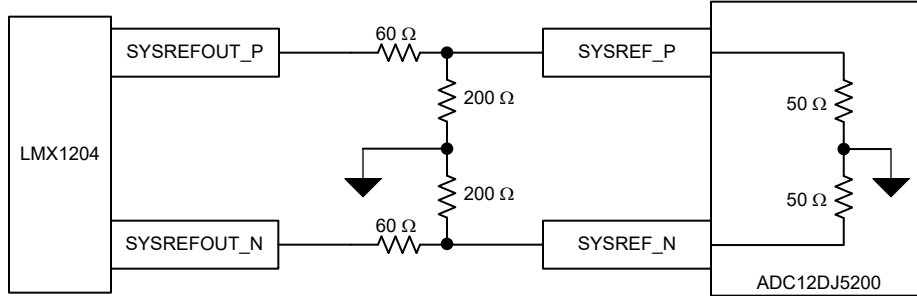 60 Ω
SYSREFOUT_P
SYSREF_P
200 Ω
50 Ω
LMX1204
200 Ω
50 Ω
60 Ω
SYSREFOUT_N
SYSREF_N
ADC12DJ5200